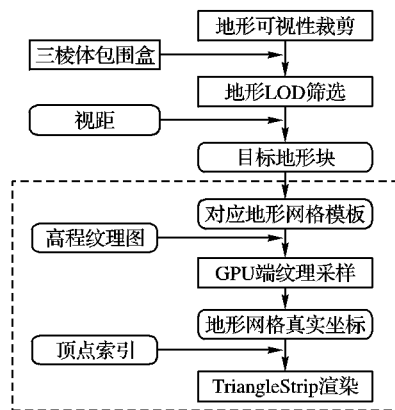 地形可视性裁剪
三棱体包围盒
地形LOD筛选
视距
目标地形块
对应地形网格模板
高程纹理图
GPU端纹理采样
地形网格真实坐标
顶点索引
TriangleStrip渲染